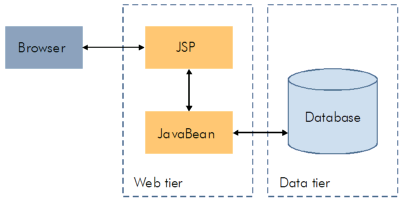 Browser
JSP
JavaBean
Database
Web tier
Data tier